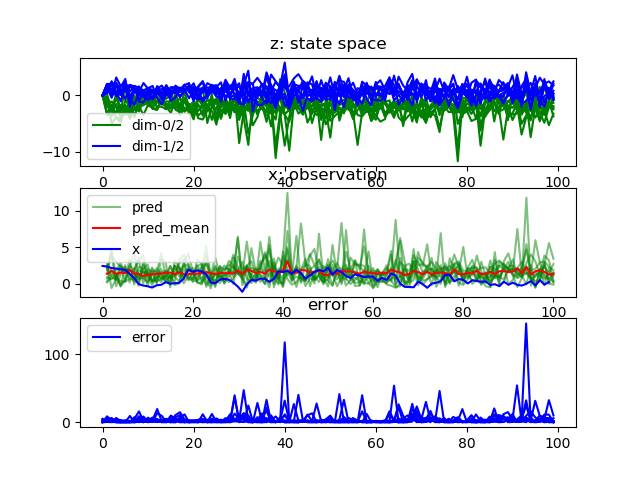 z: state space
0
−10
dim-0/2
dim-1/2
0 20 40 60 80 100
x: observation
10
5
0
pred
pred_mean
x
0 20 40 60 80 100
error
100
0
error
0 20 40 60 80 100